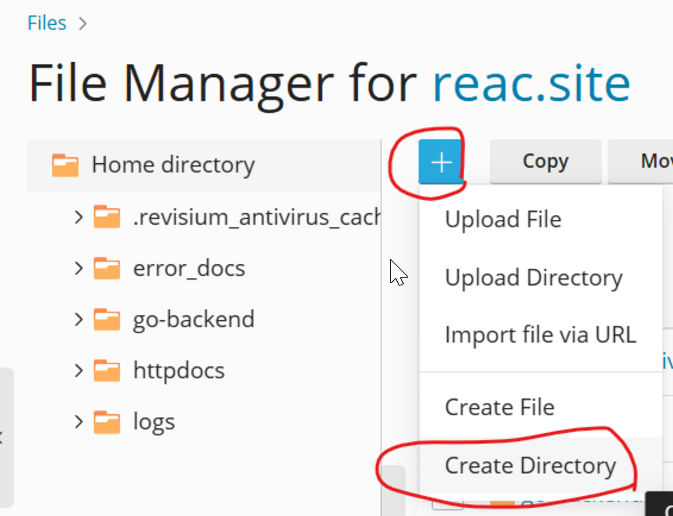 Files >
File Manager for reac.site
Home directory
.revisium_antivirus_cach
error_docs
go-backend
httpdocs
logs
+ Copy Mov
Upload File
Upload Directory
Import file via URL
Create File
Create Directory